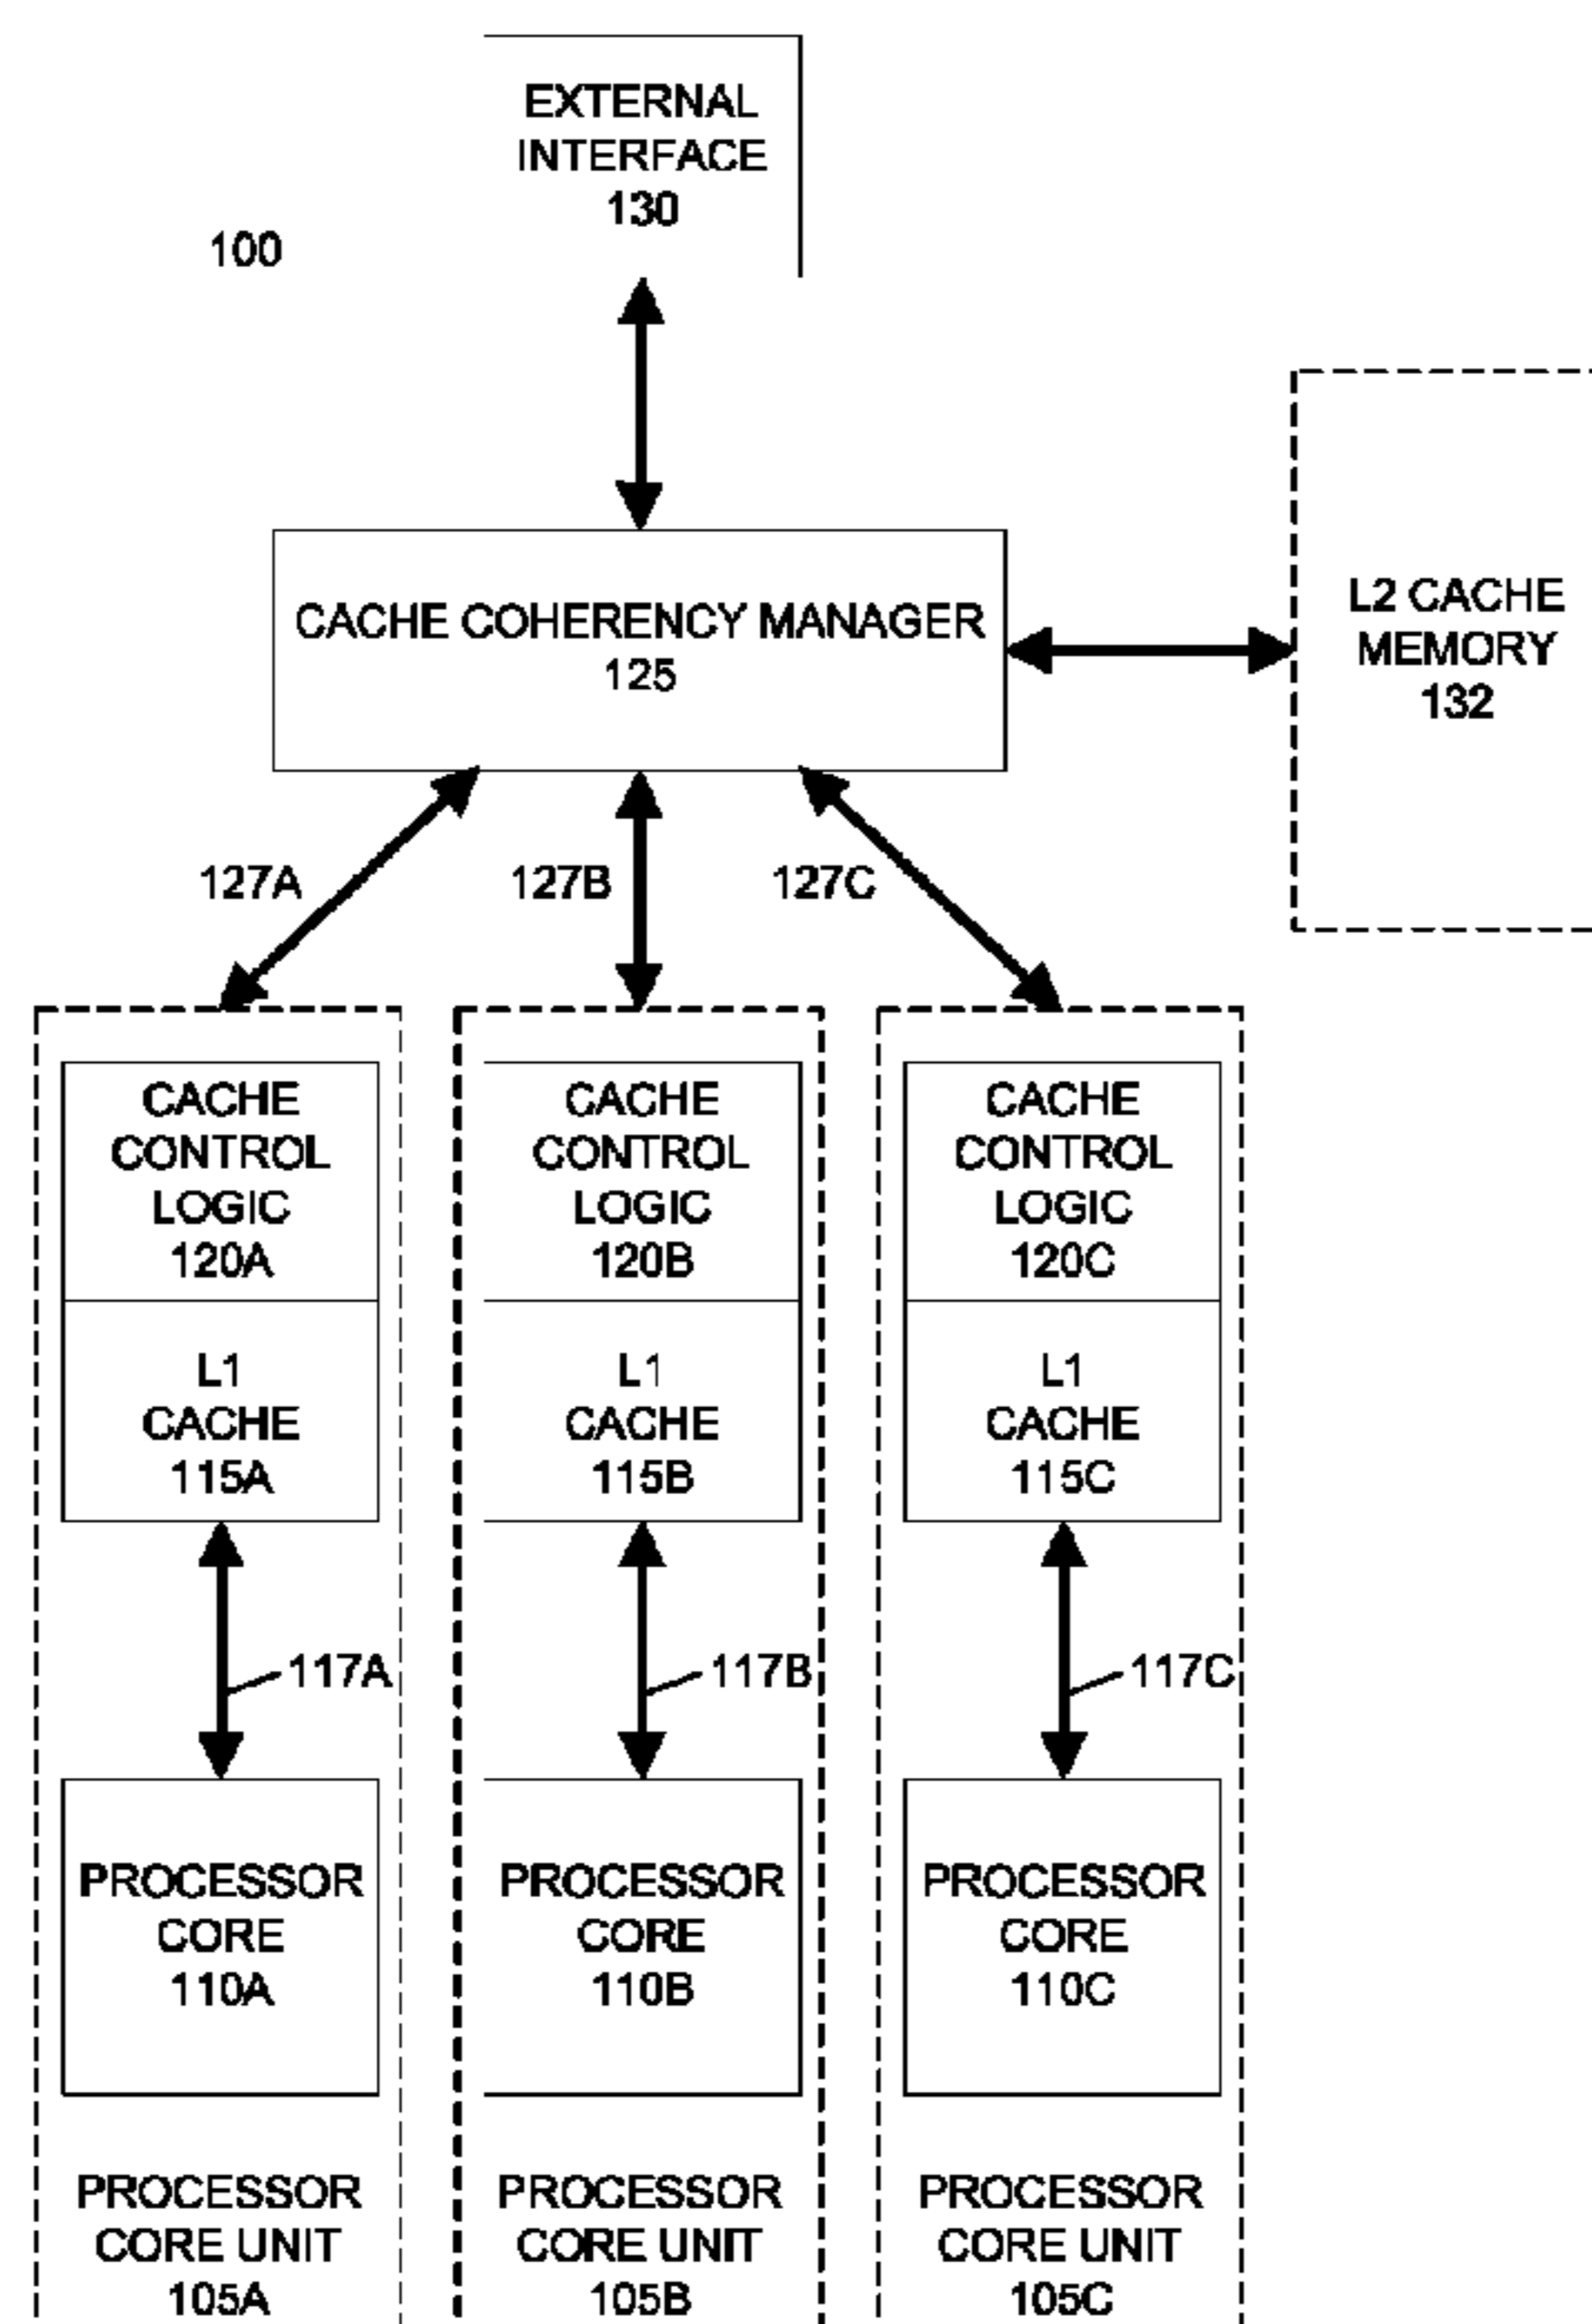 EXTERNAL
INTERFACE
130
100
CACHE COHERENCY MANAGER
125
L2 CACHE
MEMORY
132
127A
127B
127C
CACHE
CONTROL
LOGIC
120A
L1
CACHE
115A
117A
PROCESSOR
CORE
110A
PROCESSOR
CORE UNIT
105A
CACHE
CONTROL
LOGIC
120B
L1
CACHE
115B
117B
PROCESSOR
CORE
110B
PROCESSOR
CORE UNIT
105B
CACHE
CONTROL
LOGIC
120C
L1
CACHE
115C
117C
PROCESSOR
CORE
110C
PROCESSOR
CORE UNIT
105C